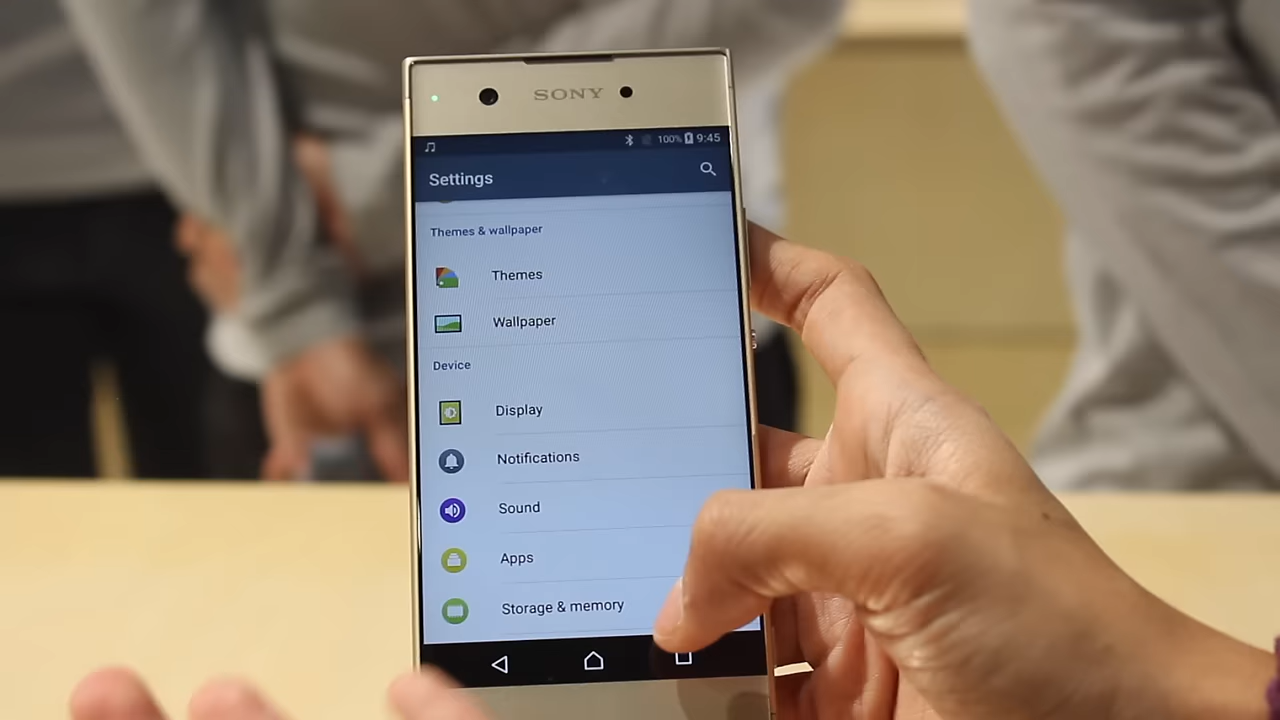 SONY
100% 9:45
Settings
Themes & wallpaper
Themes
Wallpaper
Device
Display
Notifications
Sound
Apps
Storage & memory